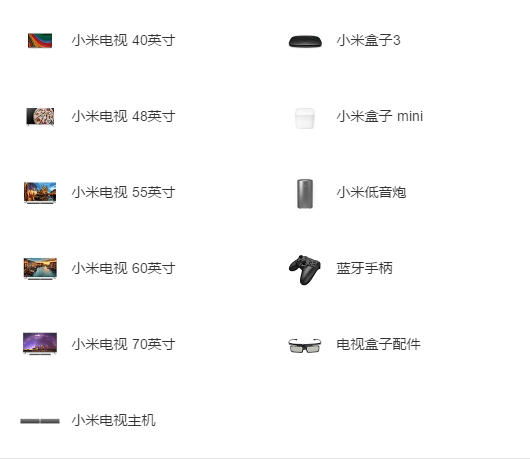 小米电视 40英寸
小米盒子3
小米电视 48英寸
小米盒子 mini
小米电视 55英寸
小米低音炮
小米电视 60英寸
蓝牙手柄
小米电视 70英寸
电视盒子配件
小米电视主机